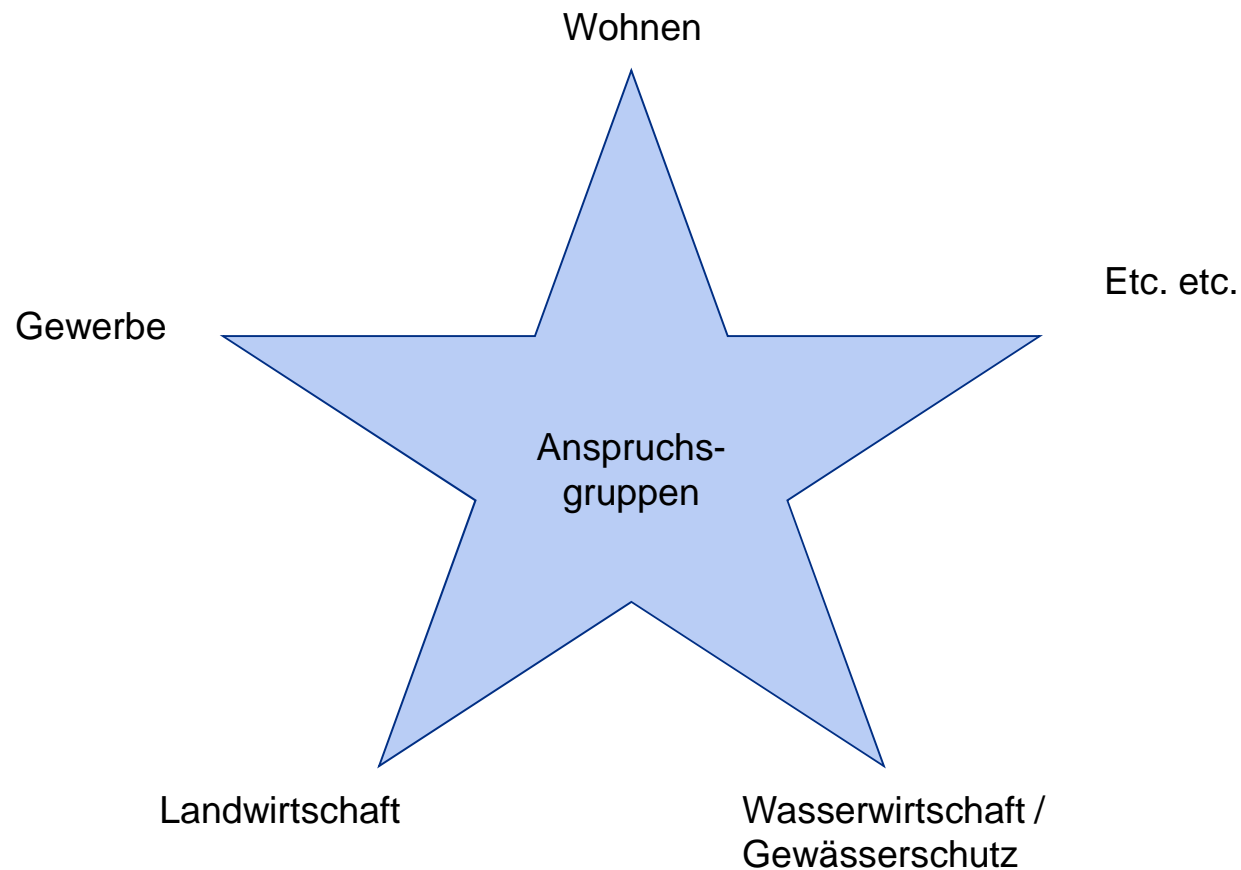 Wohnen
Etc. etc.
Gewerbe
Anspruchs-
gruppen
Landwirtschaft
Wasserwirtschaft /
Gewässerschutz